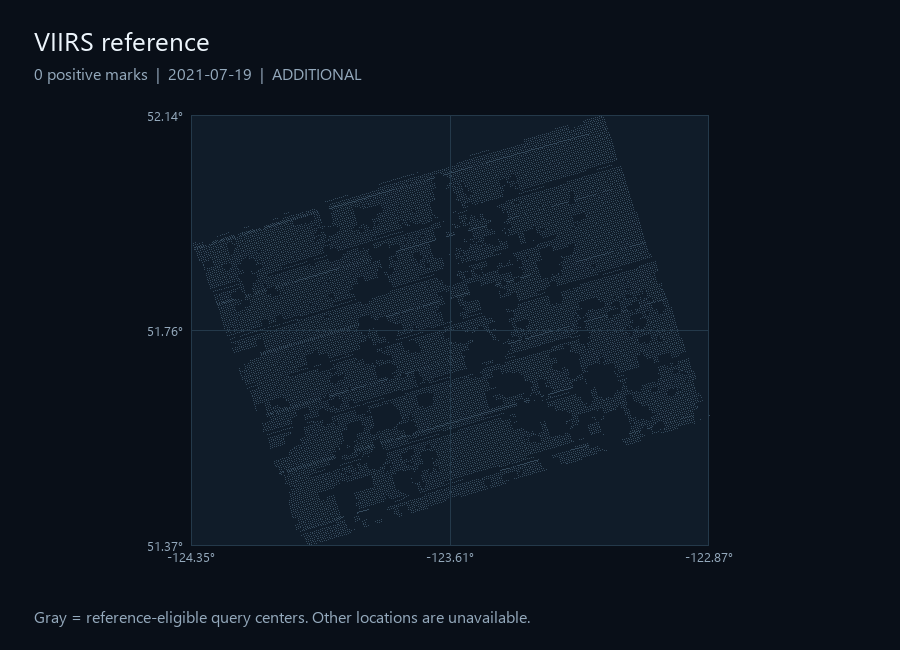 VIIRS reference
0 positive marks | 2021-07-19 | ADDITIONAL
52.14°
51.76°
51.37°
-124.35°
-123.61°
-122.87°
Gray = reference-eligible query centers. Other locations are unavailable.